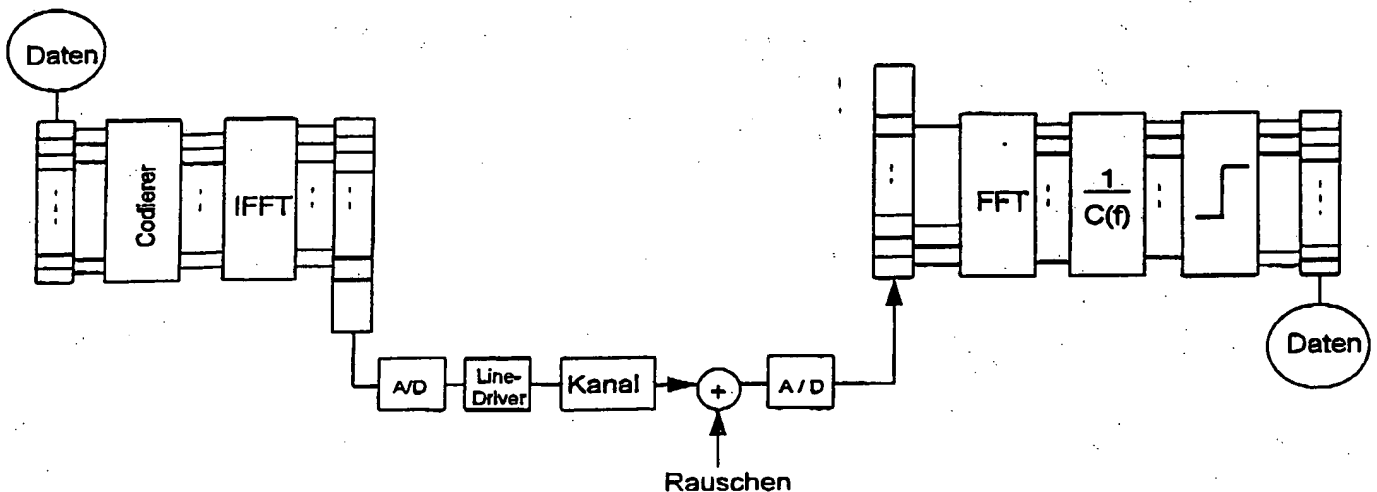 Daten
Codierer
IFFT
A/D
Line-
Driver
Kanal
+
Rauschen
A / D
FFT
1
C(f)
Daten